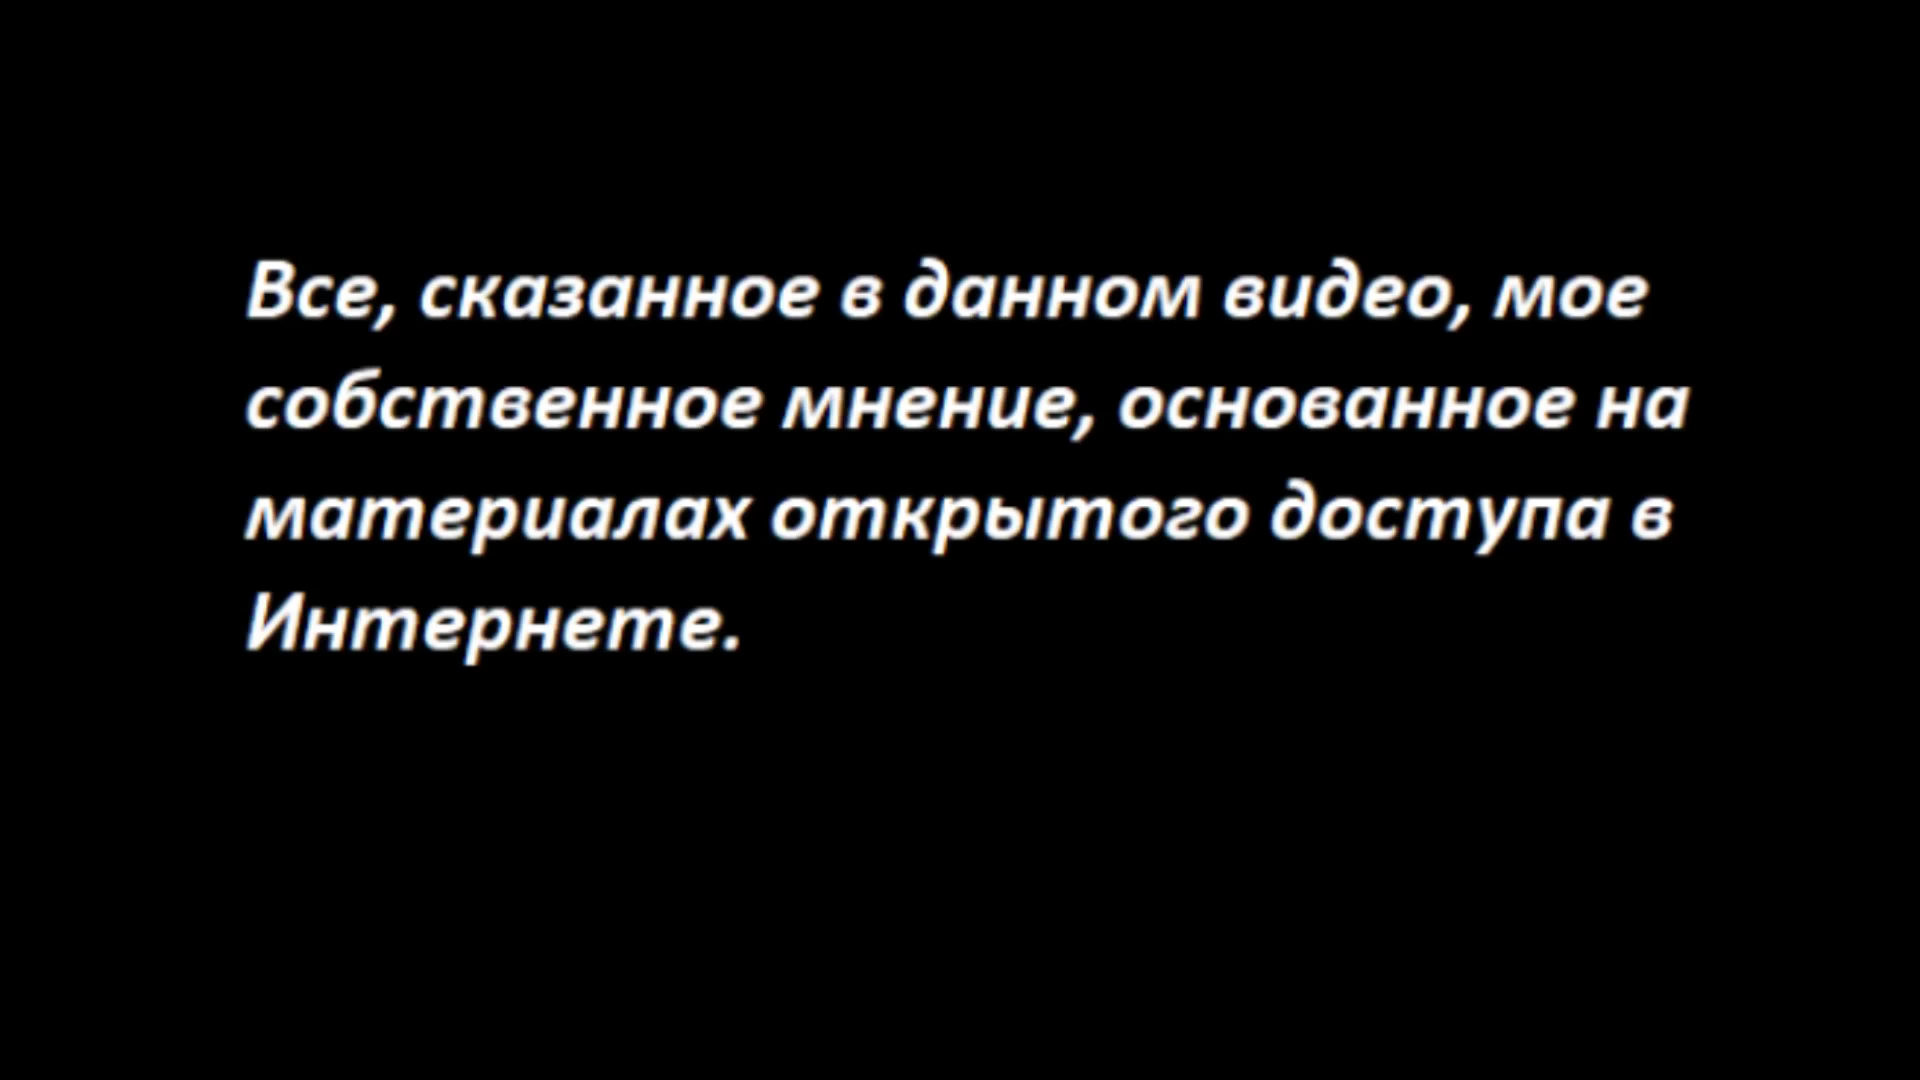 Все, сказанное в данном видео, мое
собственное мнение, основанное на
материалах открытого доступа в
Интернете.